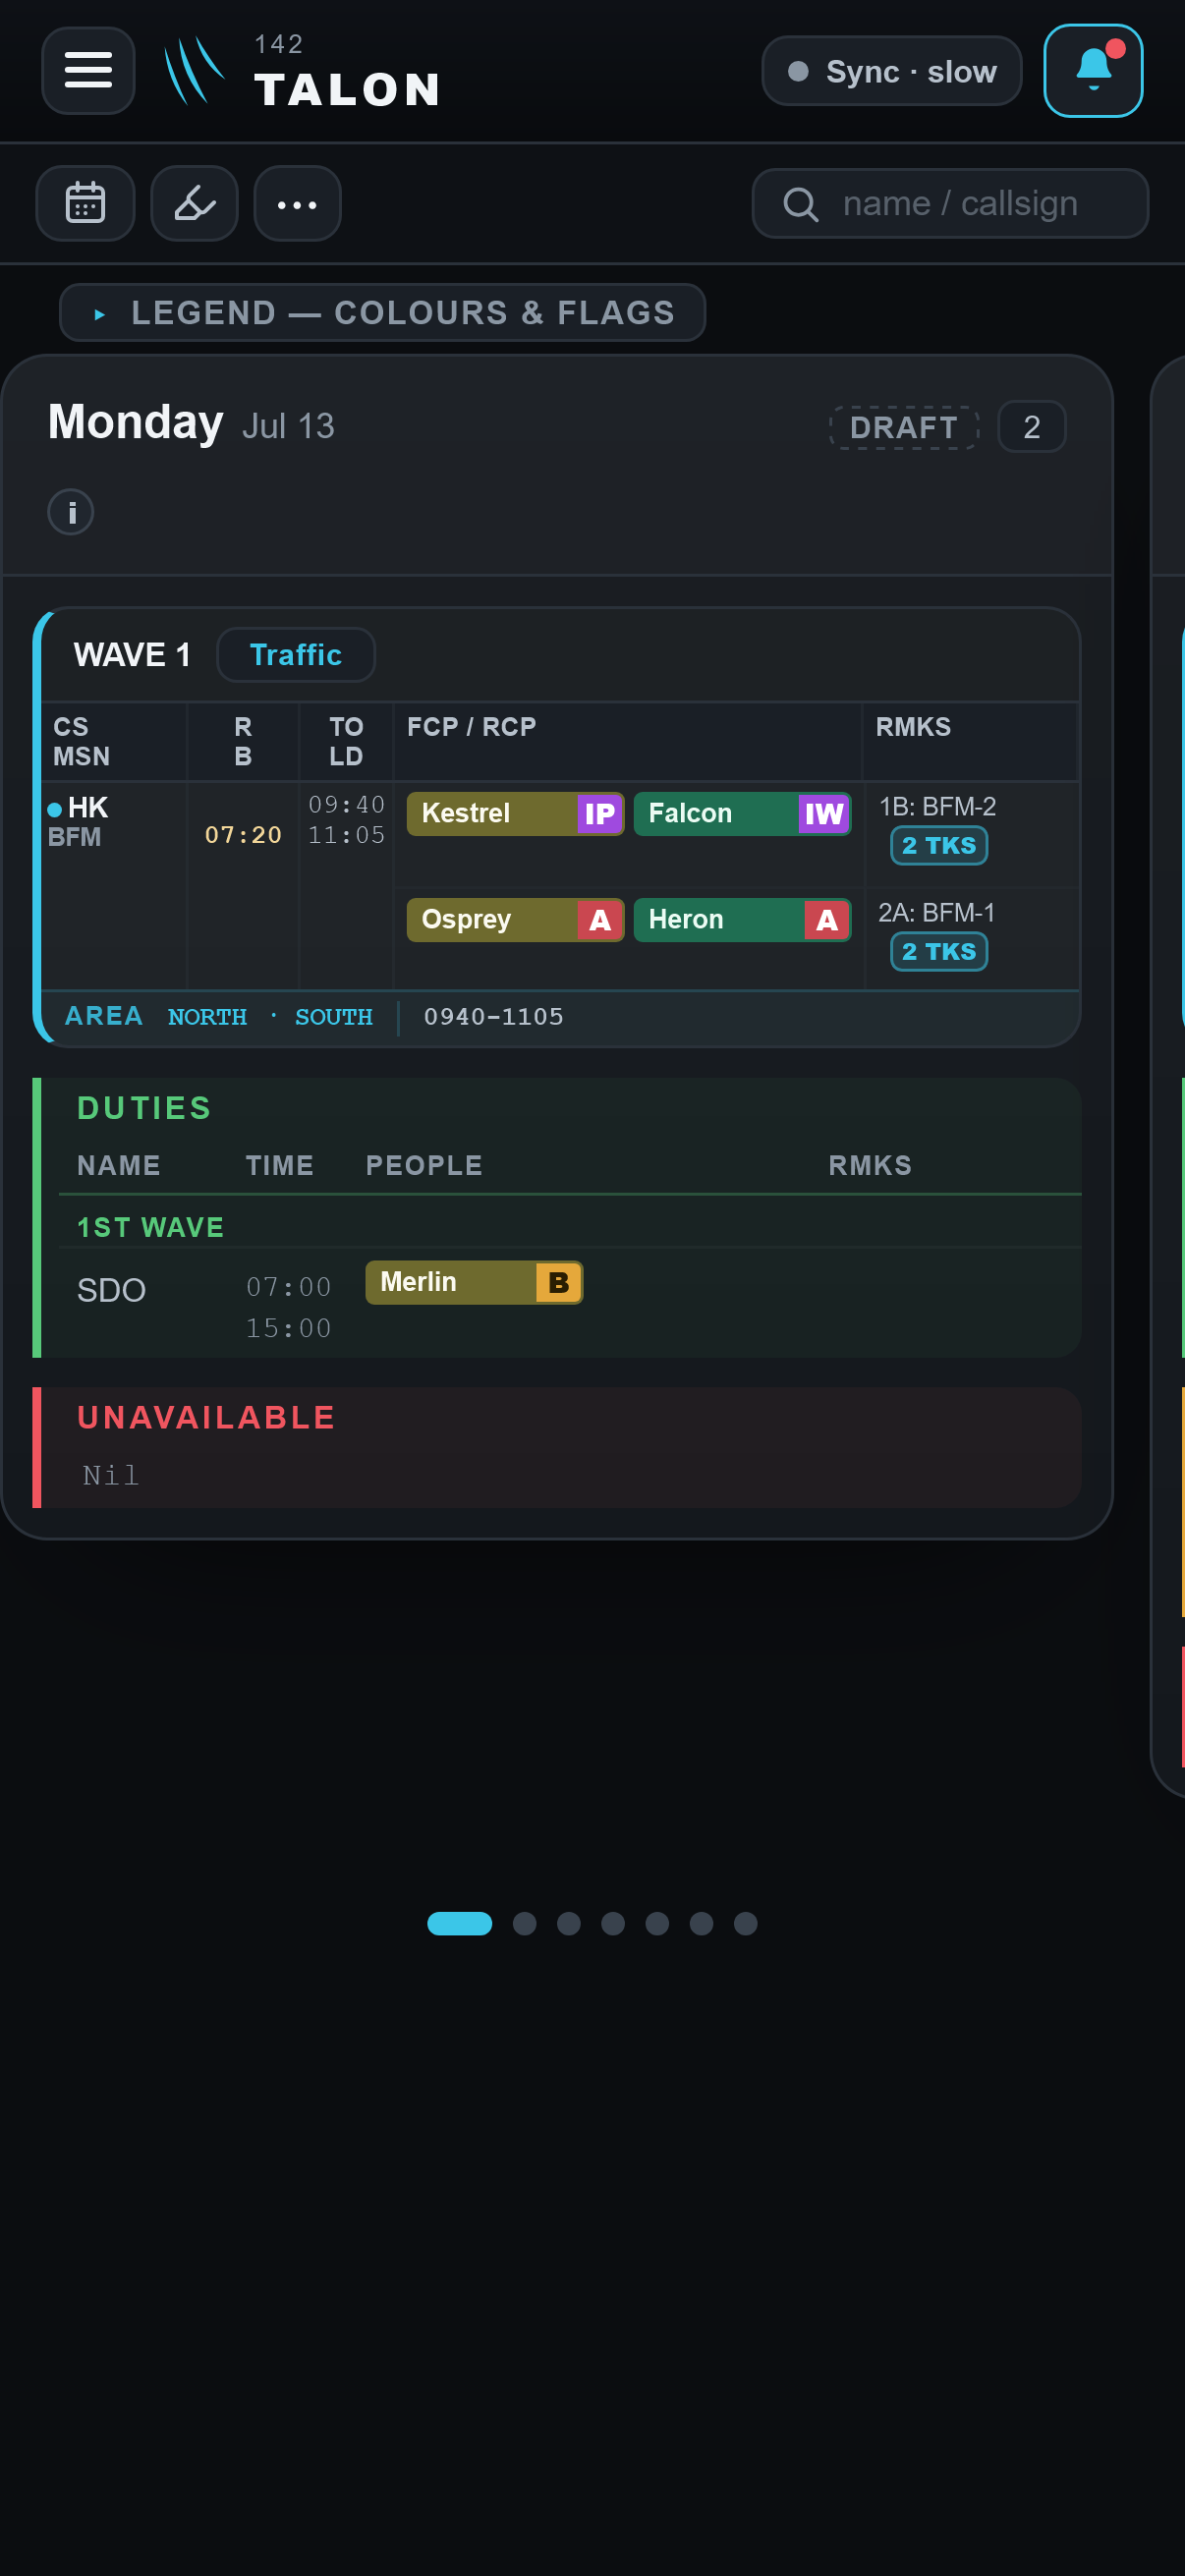 142
TALON
Sync · slow
name / callsign
LEGEND — COLOURS & FLAGS
Monday Jul 13 DRAFT 2
i
WAVE 1 Traffic
CS R TO FCP / RCP RMKS
MSN B LD
HK 09:40 Kestrel IP Falcon IW 1B: BFM-2
BFM 07:20 11:05 2 TKS
Osprey A Heron A 2A: BFM-1
2 TKS
AREA NORTH · SOUTH 0940–1105
DUTIES
NAME TIME PEOPLE RMKS
1ST WAVE
SDO 07:00 Merlin B
15:00
UNAVAILABLE
Nil